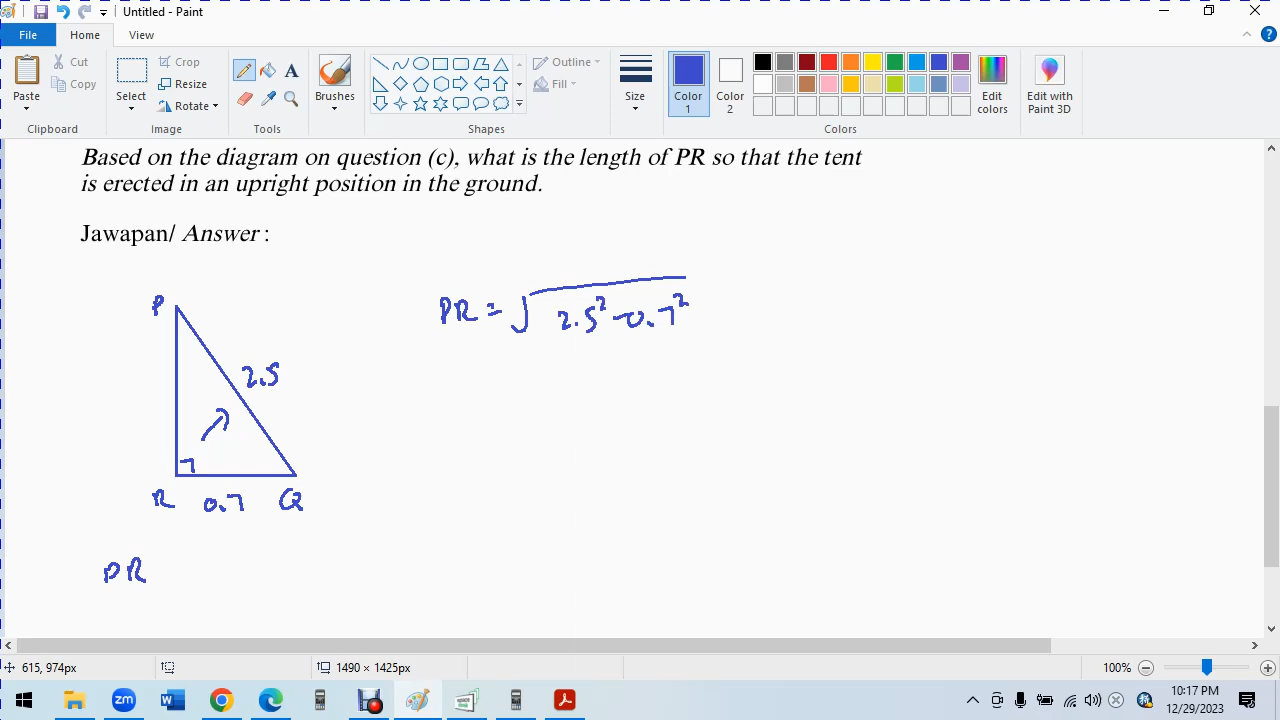 Untitled - Paint
File Home View
Paste Cut Copy Clipboard
Select Crop Resize Rotate Image
Tools
Brushes
Outline Fill Shapes
Size
Color 1 Color 2 Edit colors Colors
Edit with Paint 3D
Based on the diagram on question (c), what is the length of PR so that the tent
is erected in an upright position in the ground.
Jawapan/ Answer :
P
PR = √2.5² - 0.7²
2.5
R 0.7 Q
PR
615, 974px 1490 × 1425px 100%
10:17 PM
12/29/2023